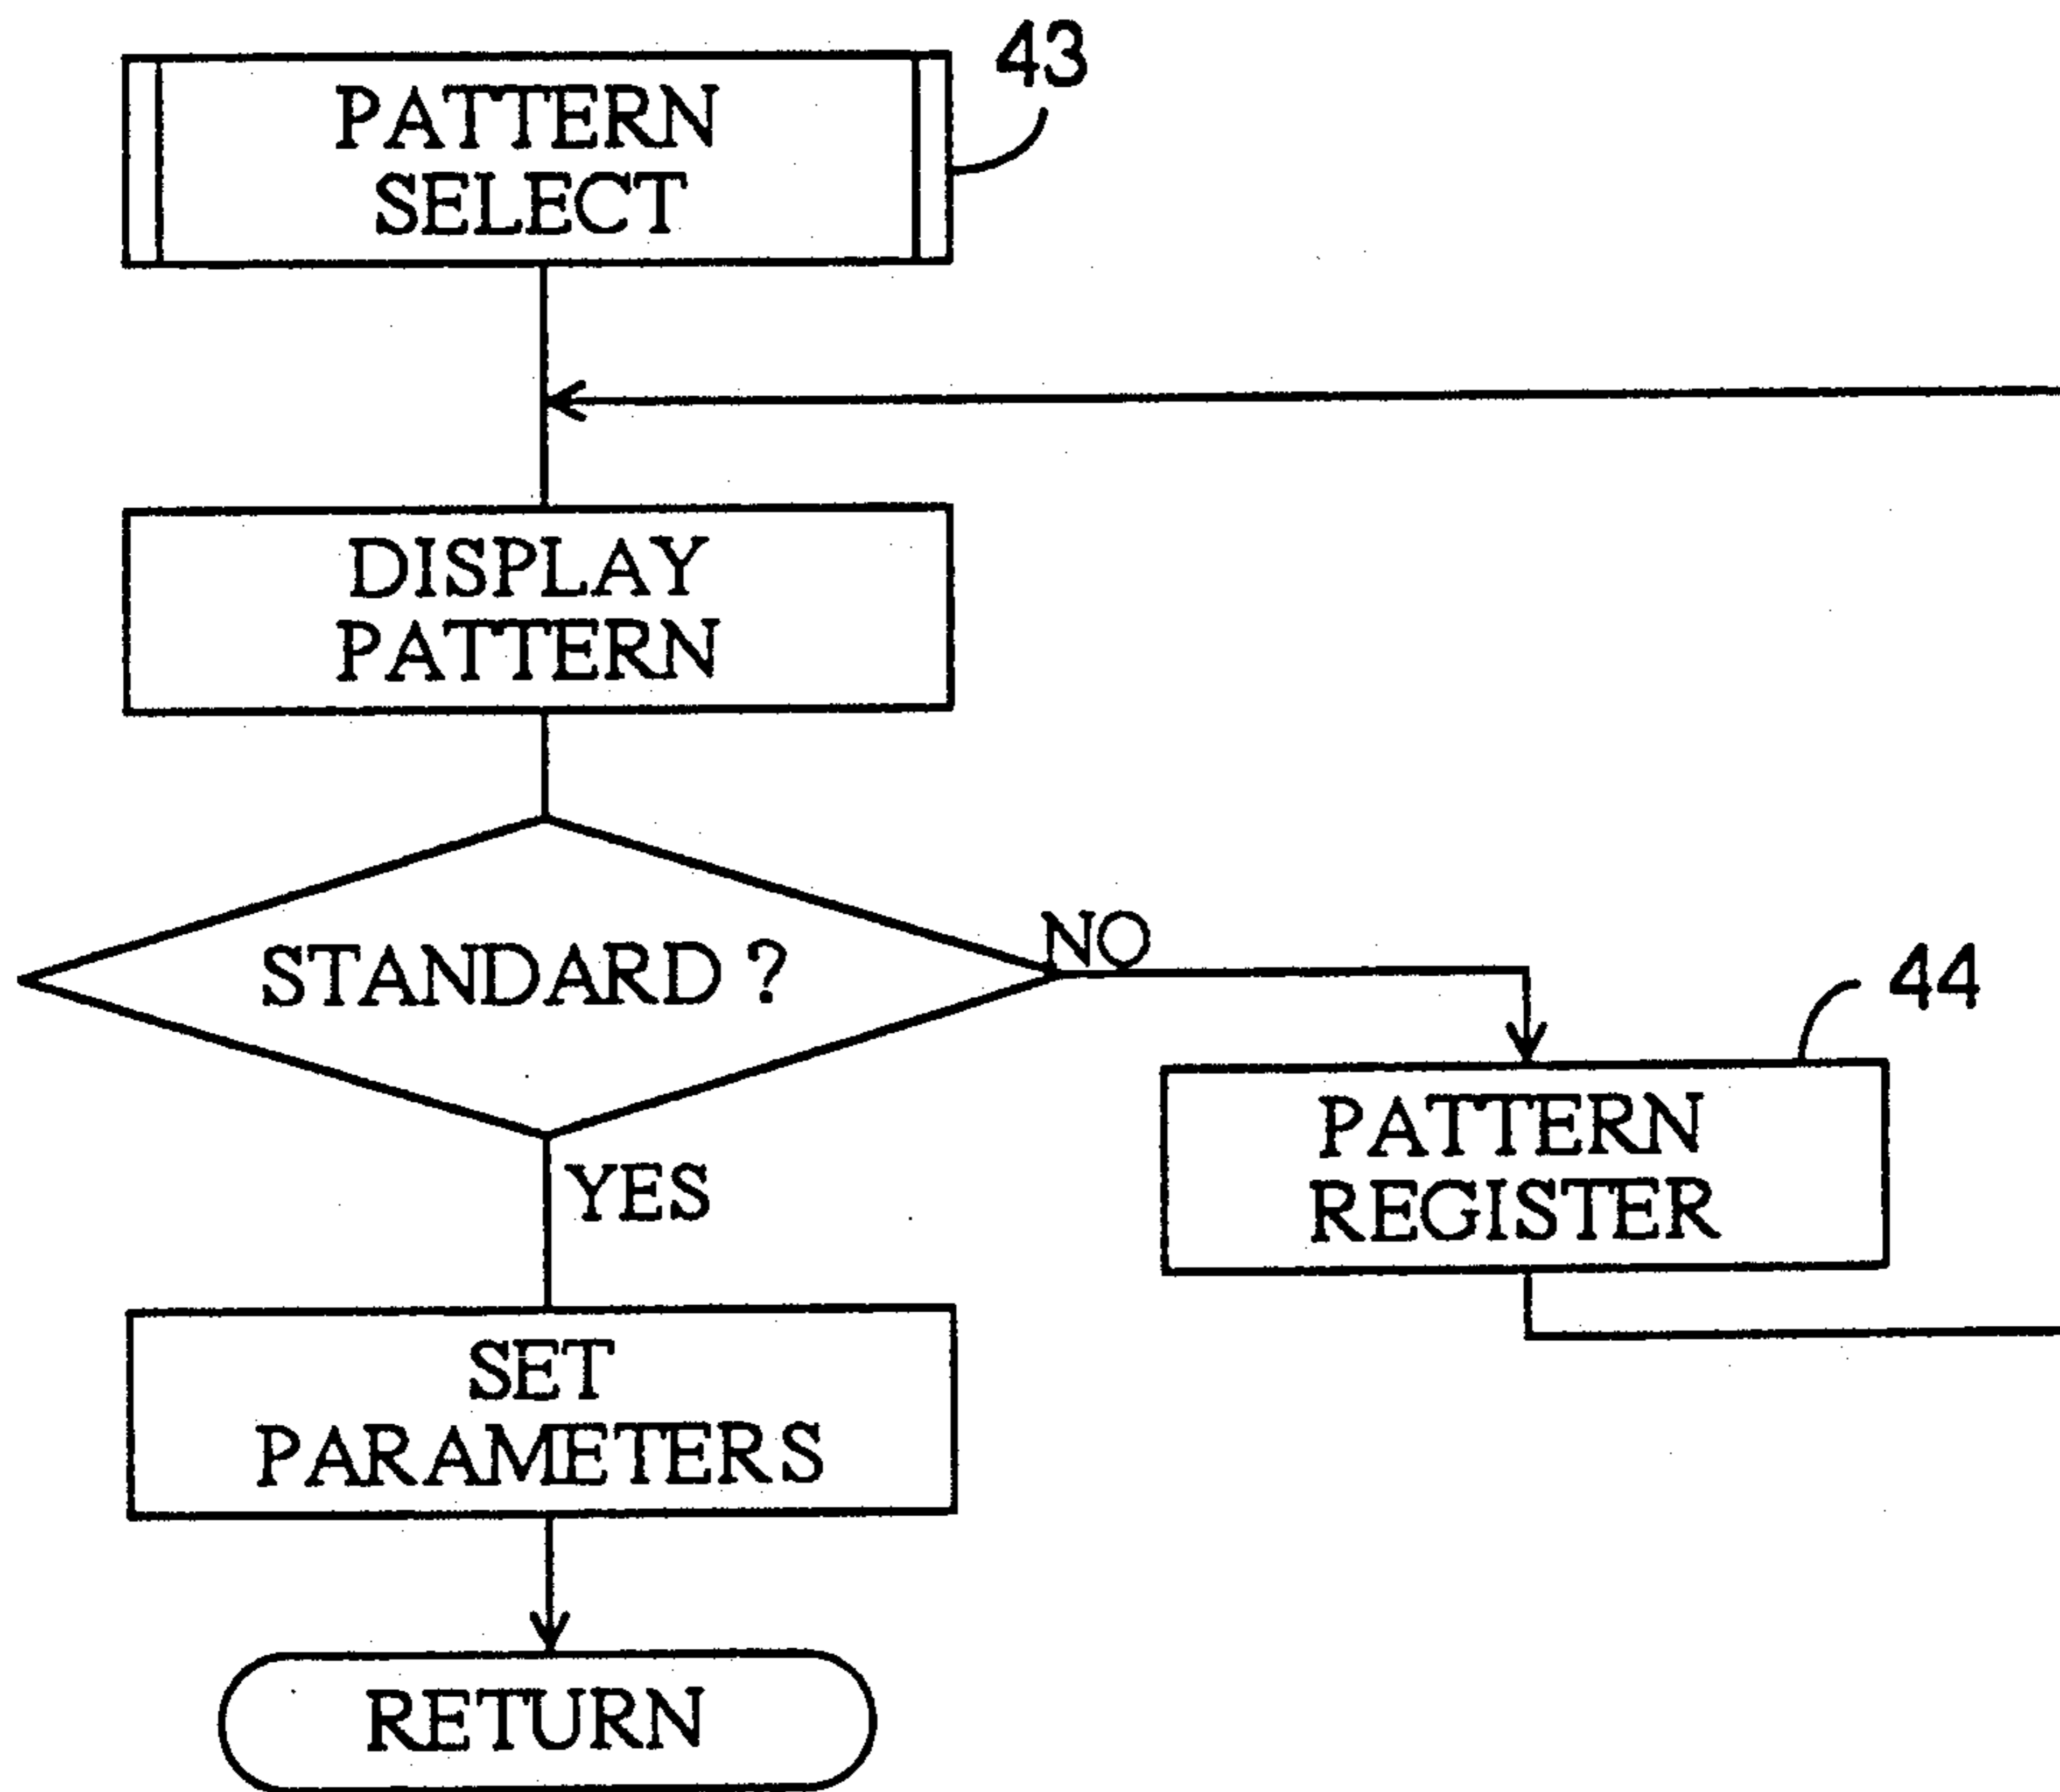 PATTERN
SELECT
43
DISPLAY
PATTERN
STANDARD ?
NO
44
PATTERN
REGISTER
YES
SET
PARAMETERS
RETURN